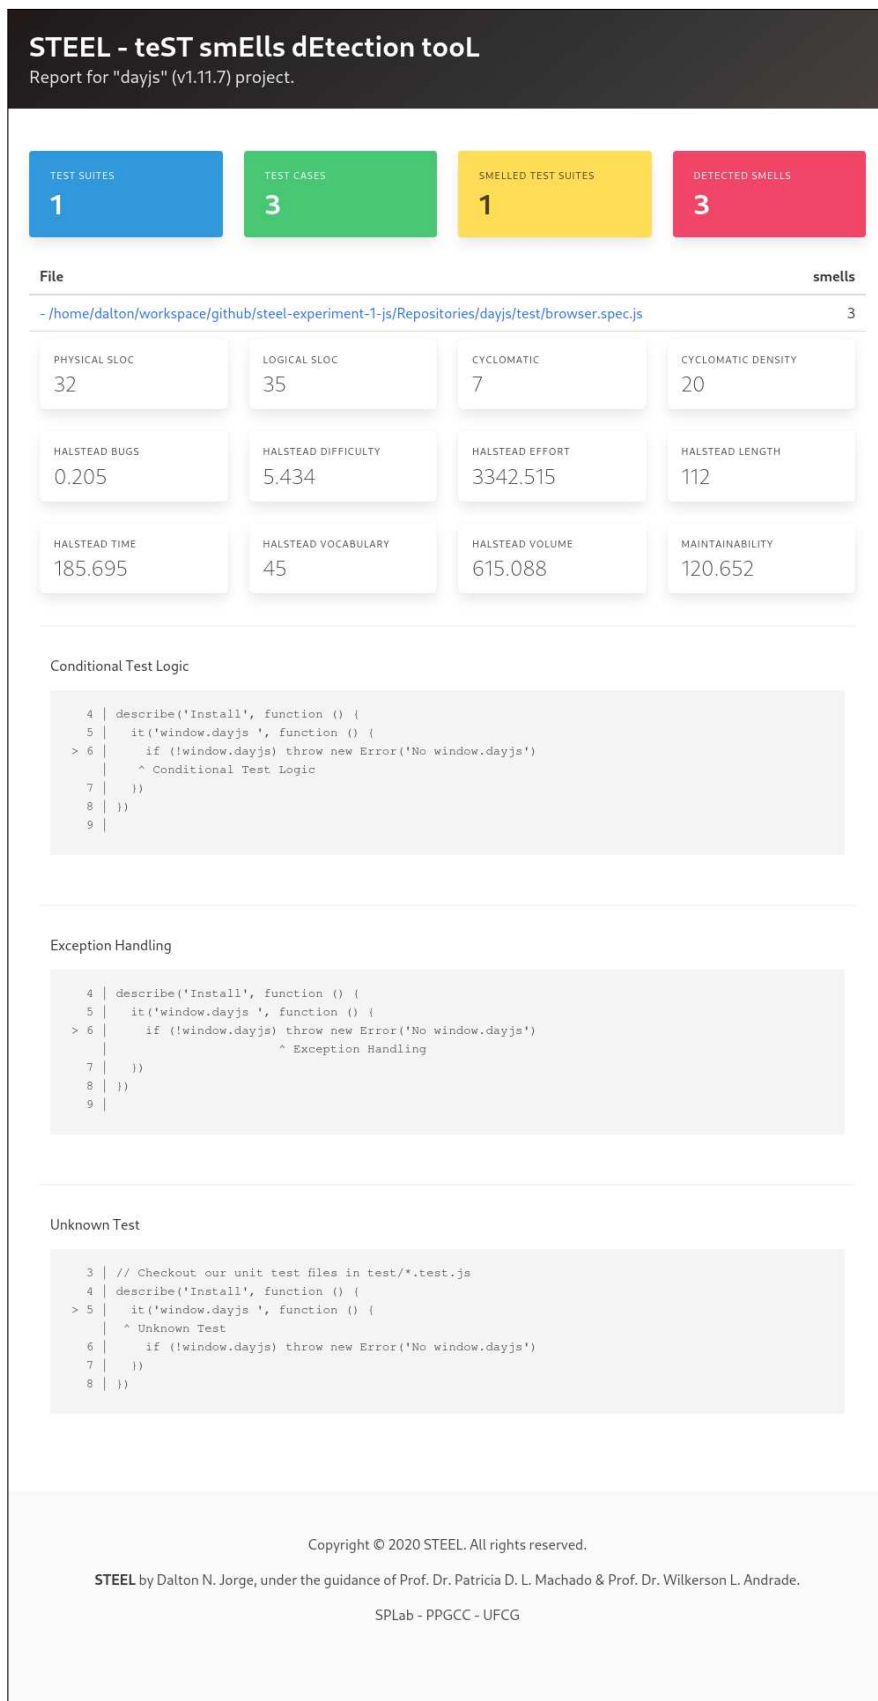 STEEL - teST smElls dEtection tooL
Report for "dayjs" (v1.11.7) project.
TEST SUITES
1
TEST CASES
3
SMELLED TEST SUITES
1
DETECTED SMELLS
3
File smells
- /home/dalton/workspace/github/steel-experiment-1-js/Repositories/dayjs/test/browser.spec.js 3
PHYSICAL SLOC
32
LOGICAL SLOC
35
CYCLOMATIC
7
CYCLOMATIC DENSITY
20
HALSTEAD BUGS
0.205
HALSTEAD DIFFICULTY
5.434
HALSTEAD EFFORT
3342.515
HALSTEAD LENGTH
112
HALSTEAD TIME
185.695
HALSTEAD VOCABULARY
45
HALSTEAD VOLUME
615.088
MAINTAINABILITY
120.652
Conditional Test Logic
  4 | describe('Install', function () {
  5 |   it('window.dayjs ', function () {
> 6 |     if (!window.dayjs) throw new Error('No window.dayjs')
    |    ^ Conditional Test Logic
  7 |   })
  8 | })
  9 |
Exception Handling
  4 | describe('Install', function () {
  5 |   it('window.dayjs ', function () {
> 6 |     if (!window.dayjs) throw new Error('No window.dayjs')
    |                       ^ Exception Handling
  7 |   })
  8 | })
  9 |
Unknown Test
  3 | // Checkout our unit test files in test/*.test.js
  4 | describe('Install', function () {
> 5 |   it('window.dayjs ', function () {
    |  ^ Unknown Test
  6 |     if (!window.dayjs) throw new Error('No window.dayjs')
  7 |   })
  8 | })
Copyright © 2020 STEEL. All rights reserved.
STEEL by Dalton N. Jorge, under the guidance of Prof. Dr. Patricia D. L. Machado & Prof. Dr. Wilkerson L. Andrade.
SPLab - PPGCC - UFCG